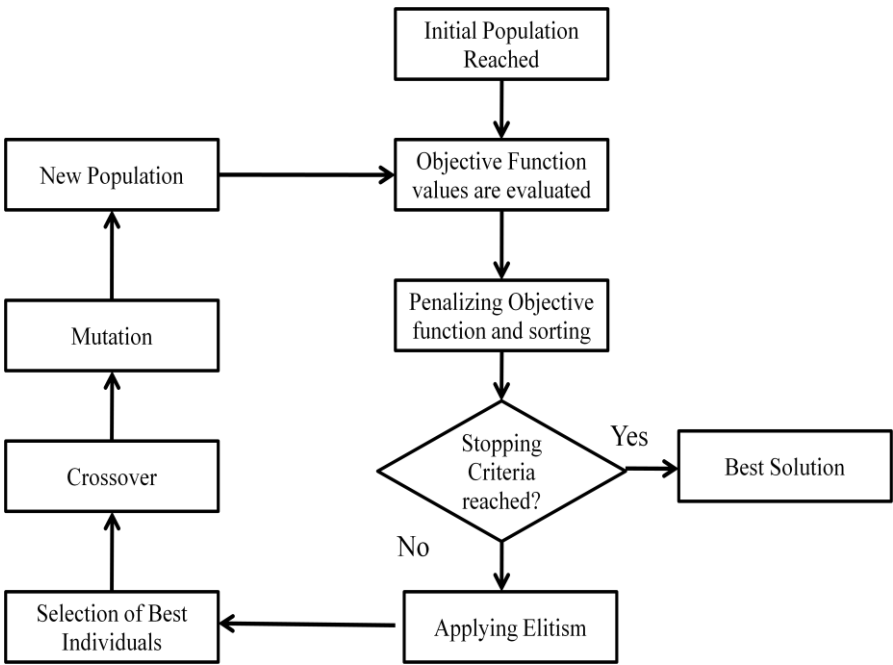 Initial Population
Reached
Objective Function
values are evaluated
New Population
Penalizing Objective
function and sorting
Mutation
Stopping
Criteria
reached?
Yes
Best Solution
Crossover
No
Applying Elitism
Selection of Best
Individuals